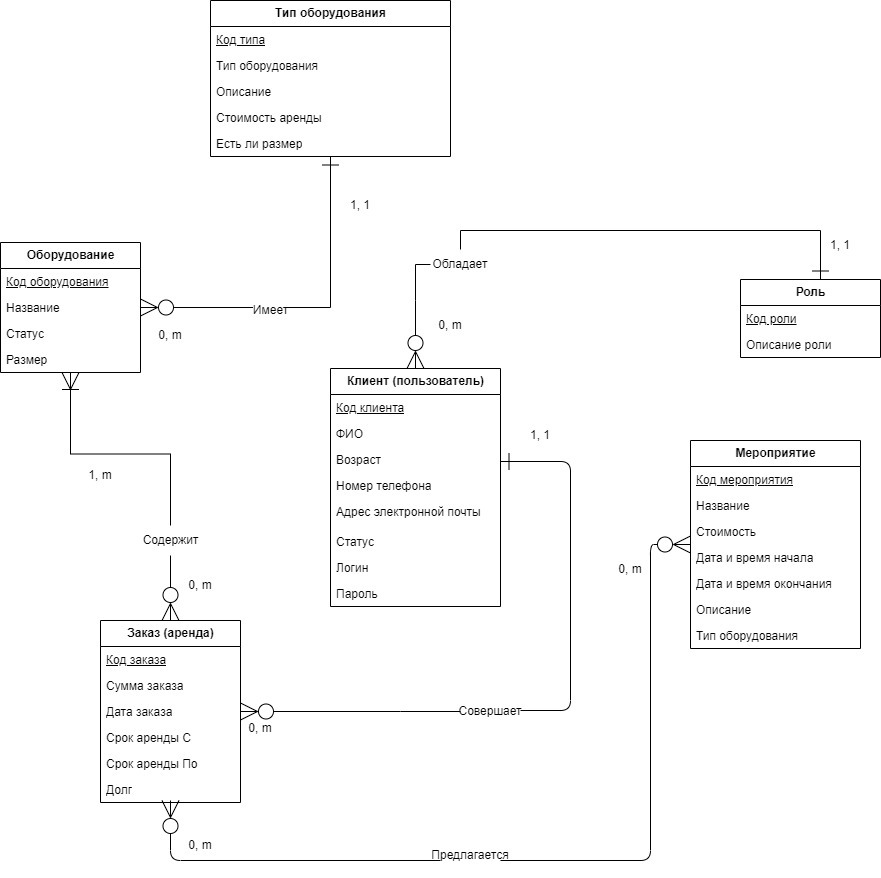 Тип оборудования
Код типа
Тип оборудования
Описание
Стоимость аренды
Есть ли размер
1, 1
Обладает
1, 1
Оборудование
Код оборудования
Название
Статус
Размер
Имеет
0, m
Роль
Код роли
Описание роли
0, m
Клиент (пользователь)
Код клиента
ФИО
Возраст
Номер телефона
Адрес электронной почты
Статус
Логин
Пароль
1, 1
Мероприятие
Код мероприятия
Название
Стоимость
Дата и время начала
Дата и время окончания
Описание
Тип оборудования
1, m
Содержит
0, m
0, m
Заказ (аренда)
Код заказа
Сумма заказа
Дата заказа
Срок аренды С
Срок аренды По
Долг
Совершает
0, m
0, m
Предлагается